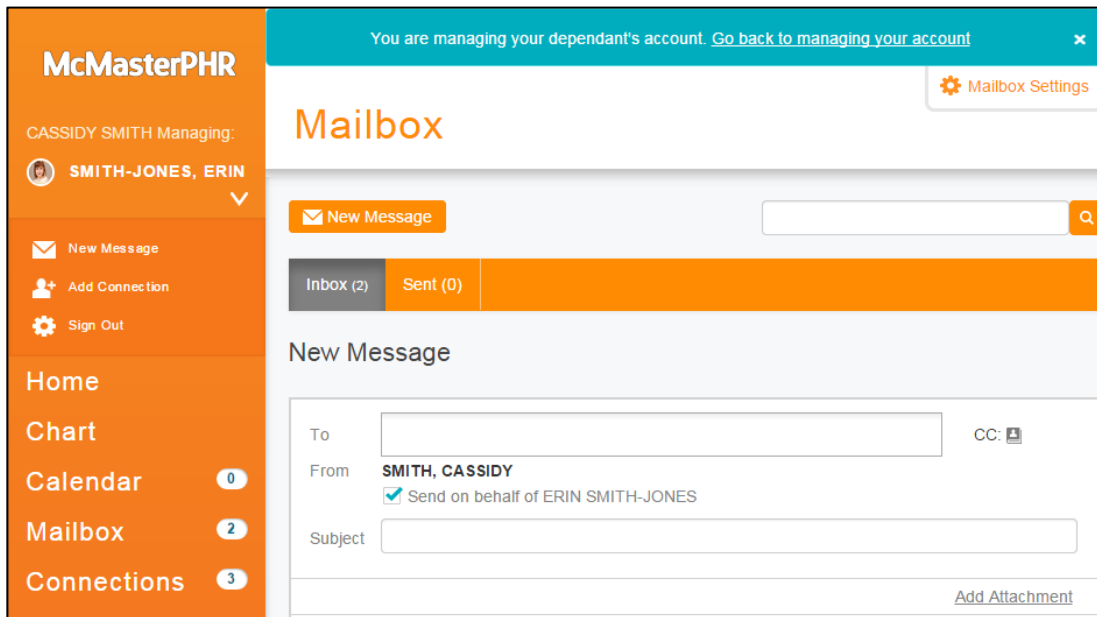 McMasterPHR
CASSIDY SMITH Managing:
SMITH-JONES, ERIN
New Message
Add Connection
Sign Out
Home
Chart
Calendar 0
Mailbox 2
Connections 3
You are managing your dependant's account. Go back to managing your account ×
Mailbox Settings
Mailbox
New Message
Inbox (2) Sent (0)
New Message
To CC:
From SMITH, CASSIDY
Send on behalf of ERIN SMITH-JONES
Subject
Add Attachment